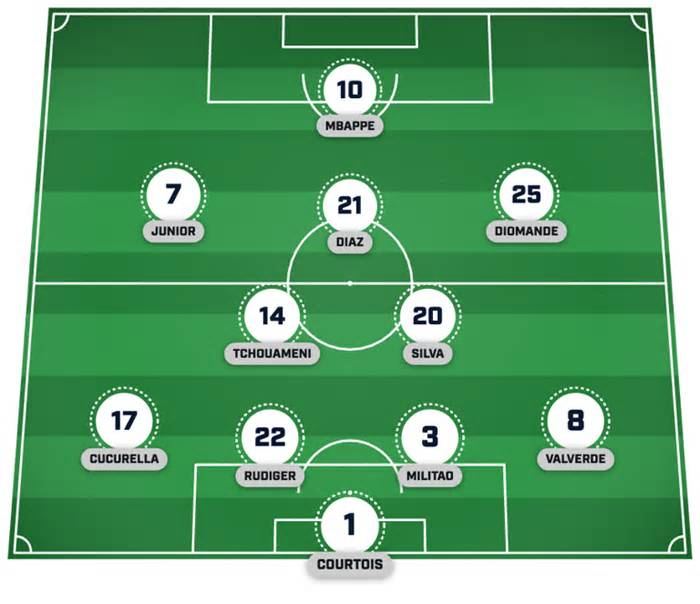 10
MBAPPE
7
JUNIOR
21
DIAZ
25
DIOMANDE
14
TCHOUAMENI
20
SILVA
17
CUCURELLA
22
RUDIGER
3
MILITAO
8
VALVERDE
1
COURTOIS